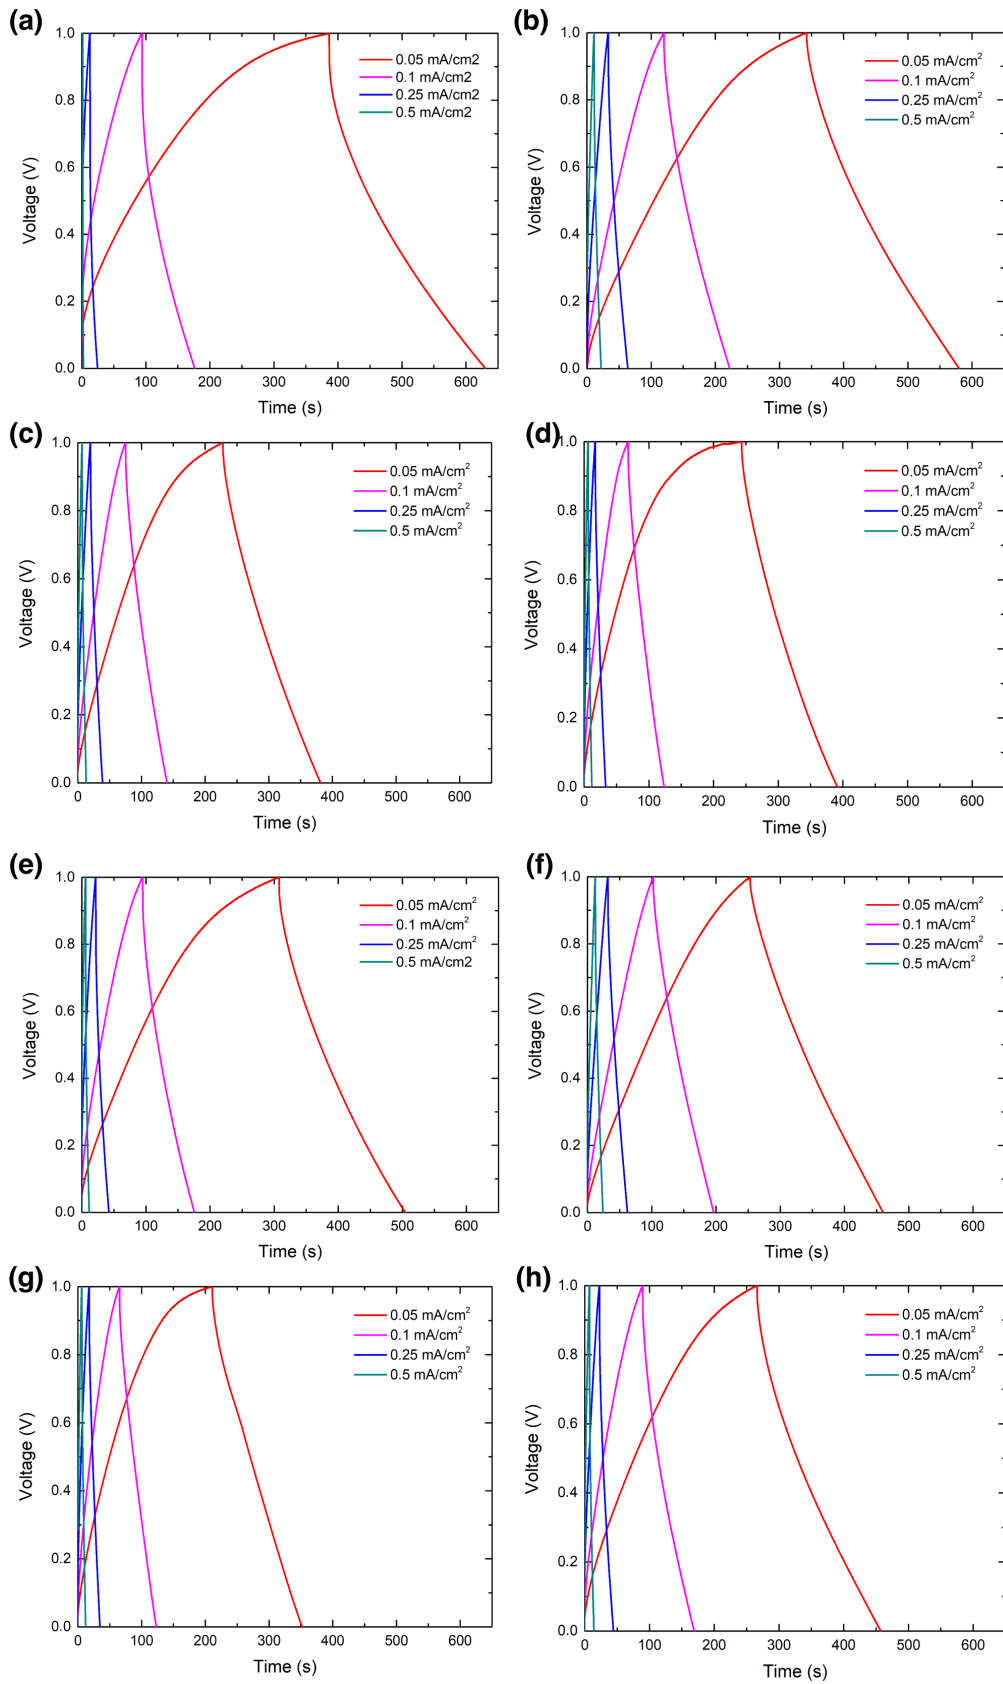 (a)
1.0
0.8
0.6
0.4
0.2
0.0
Voltage (V)
0 100 200 300 400 500 600
Time (s)
0.05 mA/cm2
0.1 mA/cm2
0.25 mA/cm2
0.5 mA/cm2
(b)
1.0
0.8
0.6
0.4
0.2
0.0
Voltage (V)
0 100 200 300 400 500 600
Time (s)
0.05 mA/cm²
0.1 mA/cm²
0.25 mA/cm²
0.5 mA/cm²
(c)
1.0
0.8
0.6
0.4
0.2
0.0
Voltage (V)
0 100 200 300 400 500 600
Time (s)
0.05 mA/cm²
0.1 mA/cm²
0.25 mA/cm²
0.5 mA/cm²
(d)
1.0
0.8
0.6
0.4
0.2
0.0
Voltage (V)
0 100 200 300 400 500 600
Time (s)
0.05 mA/cm²
0.1 mA/cm²
0.25 mA/cm²
0.5 mA/cm²
(e)
1.0
0.8
0.6
0.4
0.2
0.0
Voltage (V)
0 100 200 300 400 500 600
Time (s)
0.05 mA/cm²
0.1 mA/cm²
0.25 mA/cm²
0.5 mA/cm2
(f)
1.0
0.8
0.6
0.4
0.2
0.0
Voltage (V)
0 100 200 300 400 500 600
Time (s)
0.05 mA/cm²
0.1 mA/cm²
0.25 mA/cm²
0.5 mA/cm²
(g)
1.0
0.8
0.6
0.4
0.2
0.0
Voltage (V)
0 100 200 300 400 500 600
Time (s)
0.05 mA/cm²
0.1 mA/cm²
0.25 mA/cm²
0.5 mA/cm²
(h)
1.0
0.8
0.6
0.4
0.2
0.0
Voltage (V)
0 100 200 300 400 500 600
Time (s)
0.05 mA/cm²
0.1 mA/cm²
0.25 mA/cm²
0.5 mA/cm²